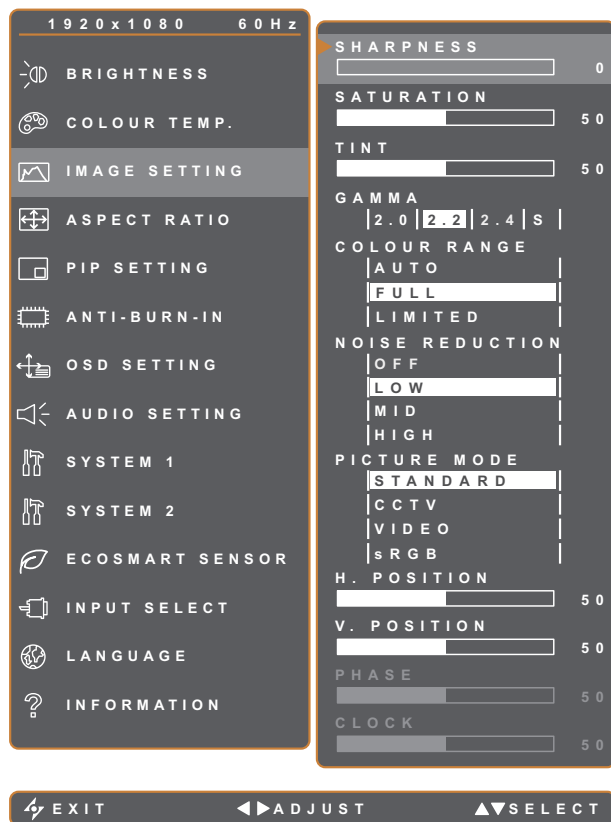 1920x1080 60Hz
BRIGHTNESS
COLOUR TEMP.
IMAGE SETTING
ASPECT RATIO
PIP SETTING
ANTI-BURN-IN
OSD SETTING
AUDIO SETTING
SYSTEM 1
SYSTEM 2
ECOSMART SENSOR
INPUT SELECT
LANGUAGE
INFORMATION
SHARPNESS
0
SATURATION
50
TINT
50
GAMMA
2.0 2.2 2.4 S
COLOUR RANGE
AUTO
FULL
LIMITED
NOISE REDUCTION
OFF
LOW
MID
HIGH
PICTURE MODE
STANDARD
CCTV
VIDEO
sRGB
H. POSITION
50
V. POSITION
50
PHASE
50
CLOCK
50
EXIT ADJUST SELECT